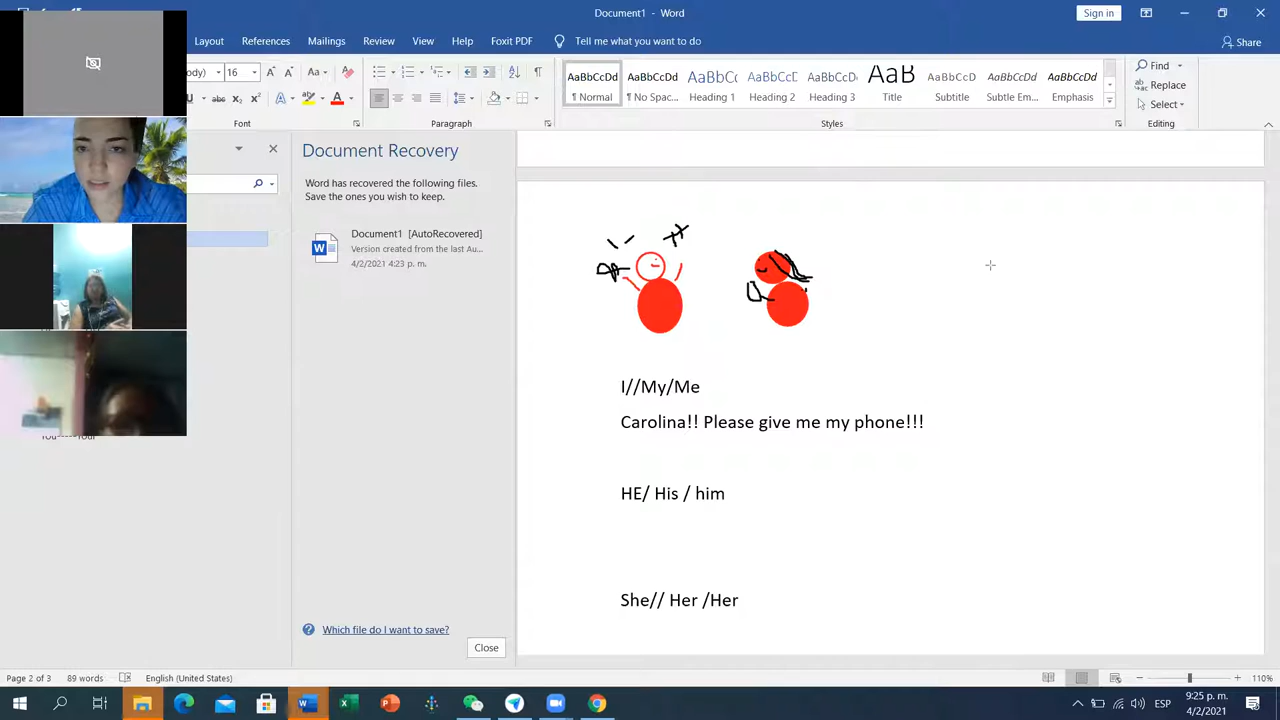 Document1 - Word
Sign in
Layout References Mailings Review View Help Foxit PDF Tell me what you want to do
Share
16 Aa
abc X₂ X²
AaBbCcDd AaBbCcDd AaBbCc AaBbCcD AaBbCcD AaB AaBbCcD AaBbCcDd AaBbCcDd
¶ Normal ¶ No Spac... Heading 1 Heading 2 Heading 3 Title Subtitle Subtle Em... Emphasis
Find
Replace
Select
Font Paragraph Styles Editing
Document Recovery
Word has recovered the following files.
Save the ones you wish to keep.
Document1 [AutoRecovered]
Version created from the last Au...
4/2/2021 4:23 p. m.
Which file do I want to save?
Close
I//My/Me
Carolina!! Please give me my phone!!!
HE/ His / him
She// Her /Her
Page 2 of 3 89 words English (United States)
110%
ESP
9:25 p. m.
4/2/2021